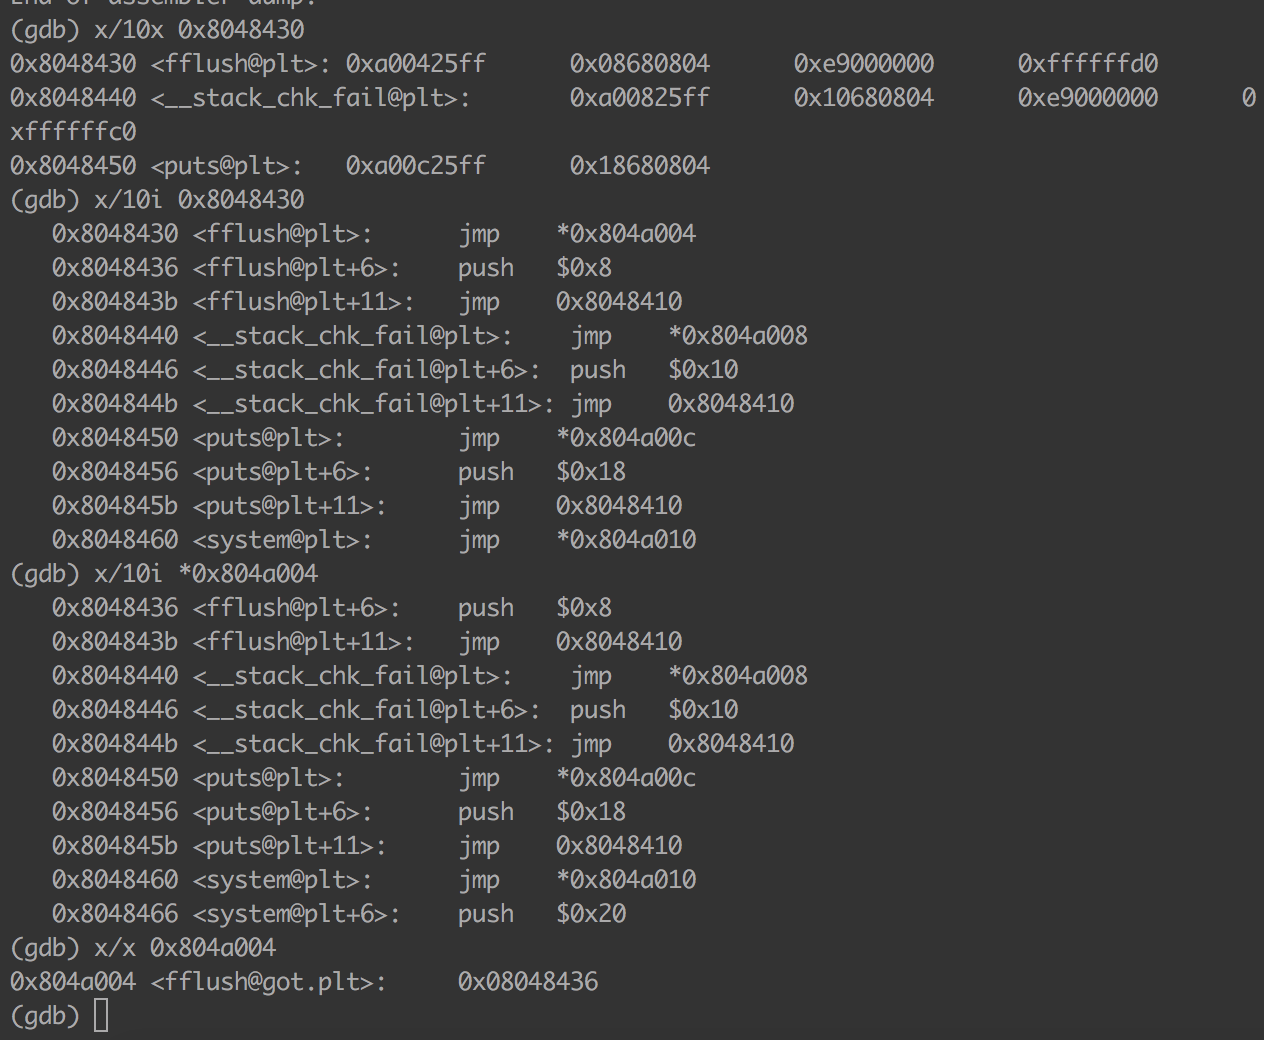 End of assembler dump.
(gdb) x/10x 0x8048430
0x8048430 <fflush@plt>: 0xa00425ff 0x08680804 0xe9000000 0xffffffd0
0x8048440 <__stack_chk_fail@plt>: 0xa00825ff 0x10680804 0xe9000000 0
xffffffc0
0x8048450 <puts@plt>: 0xa00c25ff 0x18680804
(gdb) x/10i 0x8048430
0x8048430 <fflush@plt>: jmp *0x804a004
0x8048436 <fflush@plt+6>: push $0x8
0x804843b <fflush@plt+11>: jmp 0x8048410
0x8048440 <__stack_chk_fail@plt>: jmp *0x804a008
0x8048446 <__stack_chk_fail@plt+6>: push $0x10
0x804844b <__stack_chk_fail@plt+11>: jmp 0x8048410
0x8048450 <puts@plt>: jmp *0x804a00c
0x8048456 <puts@plt+6>: push $0x18
0x804845b <puts@plt+11>: jmp 0x8048410
0x8048460 <system@plt>: jmp *0x804a010
(gdb) x/10i *0x804a004
0x8048436 <fflush@plt+6>: push $0x8
0x804843b <fflush@plt+11>: jmp 0x8048410
0x8048440 <__stack_chk_fail@plt>: jmp *0x804a008
0x8048446 <__stack_chk_fail@plt+6>: push $0x10
0x804844b <__stack_chk_fail@plt+11>: jmp 0x8048410
0x8048450 <puts@plt>: jmp *0x804a00c
0x8048456 <puts@plt+6>: push $0x18
0x804845b <puts@plt+11>: jmp 0x8048410
0x8048460 <system@plt>: jmp *0x804a010
0x8048466 <system@plt+6>: push $0x20
(gdb) x/x 0x804a004
0x804a004 <fflush@got.plt>: 0x08048436
(gdb)